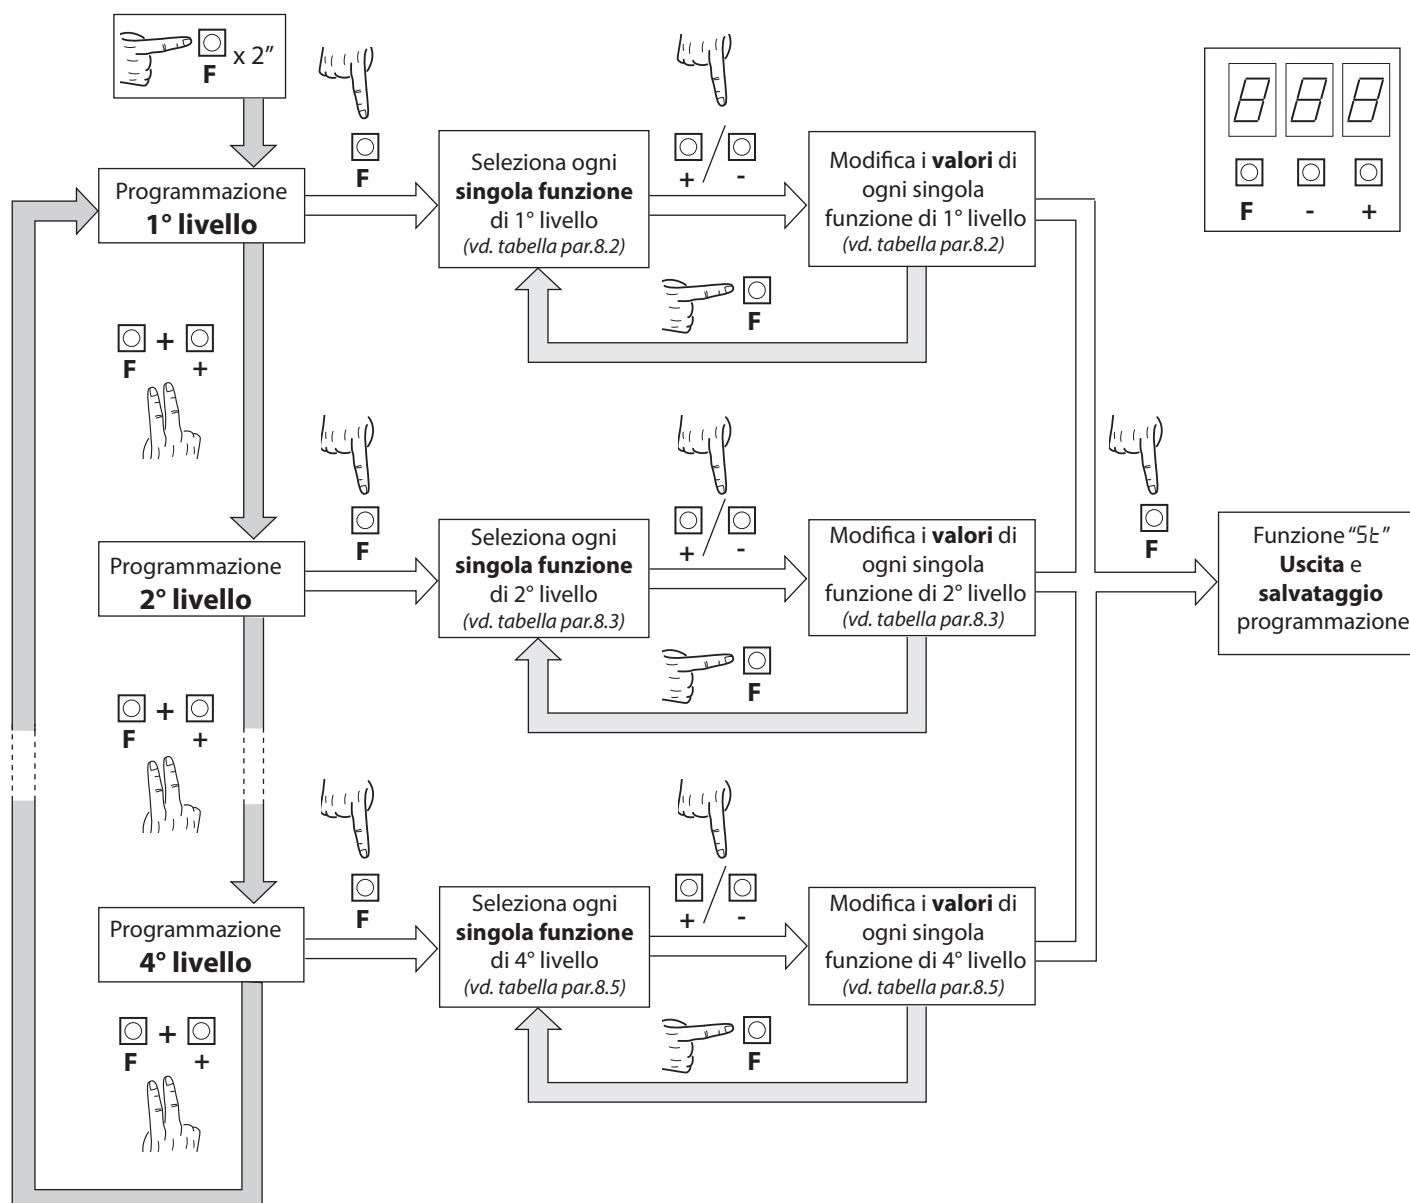 F
x 2”
F
+ / -
F - +
Programmazione
1° livello
Seleziona ogni
singola funzione
di 1° livello
(vd. tabella par.8.2)
Modifica i valori di
ogni singola
funzione di 1° livello
(vd. tabella par.8.2)
F
F + +
F
+ / -
F
Programmazione
2° livello
Seleziona ogni
singola funzione
di 2° livello
(vd. tabella par.8.3)
Modifica i valori di
ogni singola
funzione di 2° livello
(vd. tabella par.8.3)
Funzione “St”
Uscita e
salvataggio
programmazione
F
F + +
F
+ / -
Programmazione
4° livello
Seleziona ogni
singola funzione
di 4° livello
(vd. tabella par.8.5)
Modifica i valori di
ogni singola
funzione di 4° livello
(vd. tabella par.8.5)
F
F + +